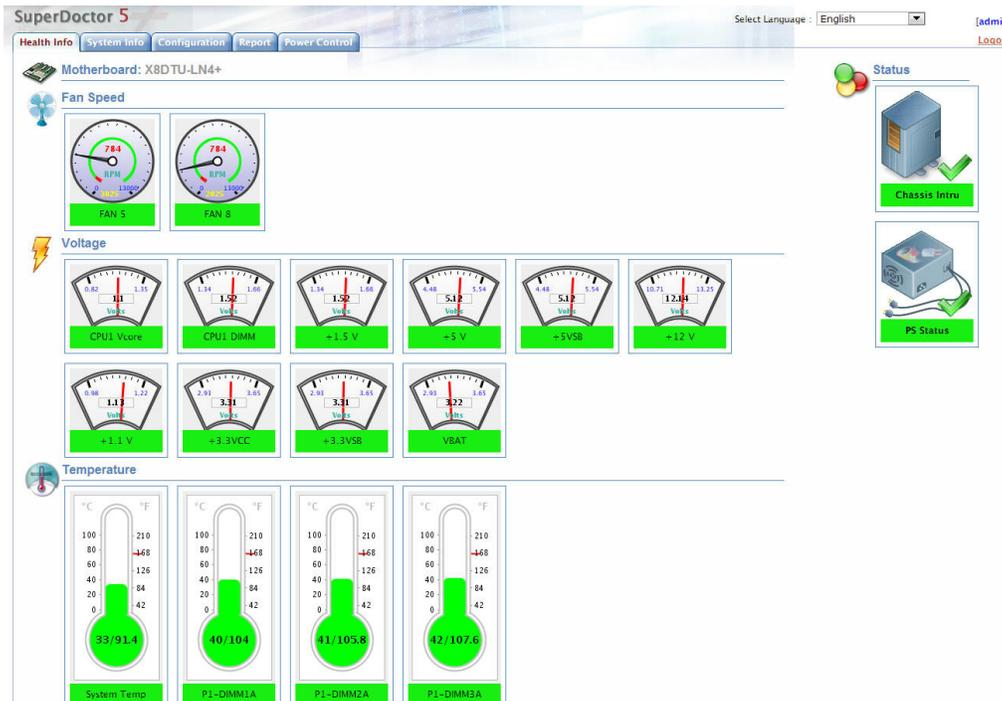 SuperDoctor 5
Select Language : English
[admi
Logo
Health Info System Info Configuration Report Power Control
Motherboard: X8DTU-LN4+
Status
Fan Speed
784 784
RPM RPM
0 13000 0 13000
2825
FAN 5 FAN 8
Chassis Intru
Voltage
0.82 1.35 1.34 1.66 1.34 1.66 4.48 5.54 4.48 5.54 10.71 13.25
1.1 1.52 1.52 5.12 5.12 12.14
Volts Volts Volts Volts Volts Volts
CPU1 Vcore CPU1 DIMM +1.5 V +5 V +5VSB +12 V
PS Status
0.98 1.22 2.93 3.65 2.93 3.65 2.93 3.65
1.13 3.31 3.31 3.22
Volts Volts Volts Volts
+1.1 V +3.3VCC +3.3VSB VBAT
Temperature
°C °F °C °F °C °F °C °F
100 210 100 210 100 210 100 210
80 168 80 168 80 168 80 168
60 126 60 126 60 126 60 126
40 84 40 84 40 84 40 84
20 42 20 42 20 42 20 42
0 0 0 0
33/91.4 40/104 41/105.8 42/107.6
System Temp P1-DIMM1A P1-DIMM2A P1-DIMM3A